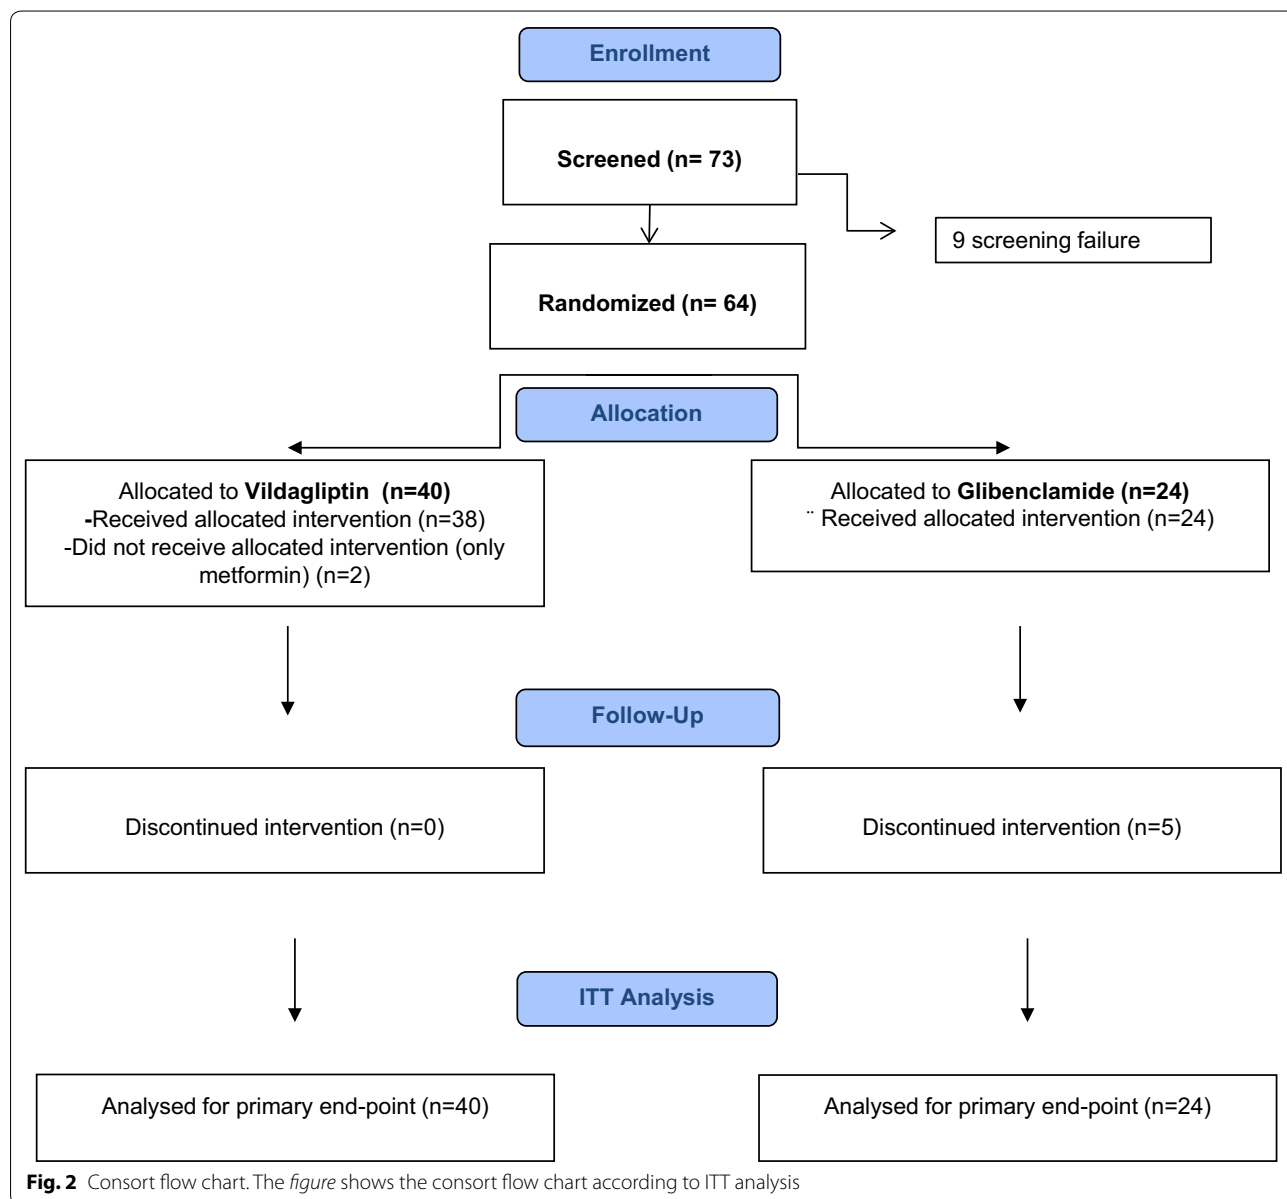 Enrollment
Screened (n= 73)
9 screening failure
Randomized (n= 64)
Allocation
Allocated to Vildagliptin (n=40)
-Received allocated intervention (n=38)
-Did not receive allocated intervention (only
metformin) (n=2)
Allocated to Glibenclamide (n=24)
¨ Received allocated intervention (n=24)
Follow-Up
Discontinued intervention (n=0)
Discontinued intervention (n=5)
ITT Analysis
Analysed for primary end-point (n=40)
Analysed for primary end-point (n=24)
Fig. 2 Consort flow chart. The figure shows the consort flow chart according to ITT analysis